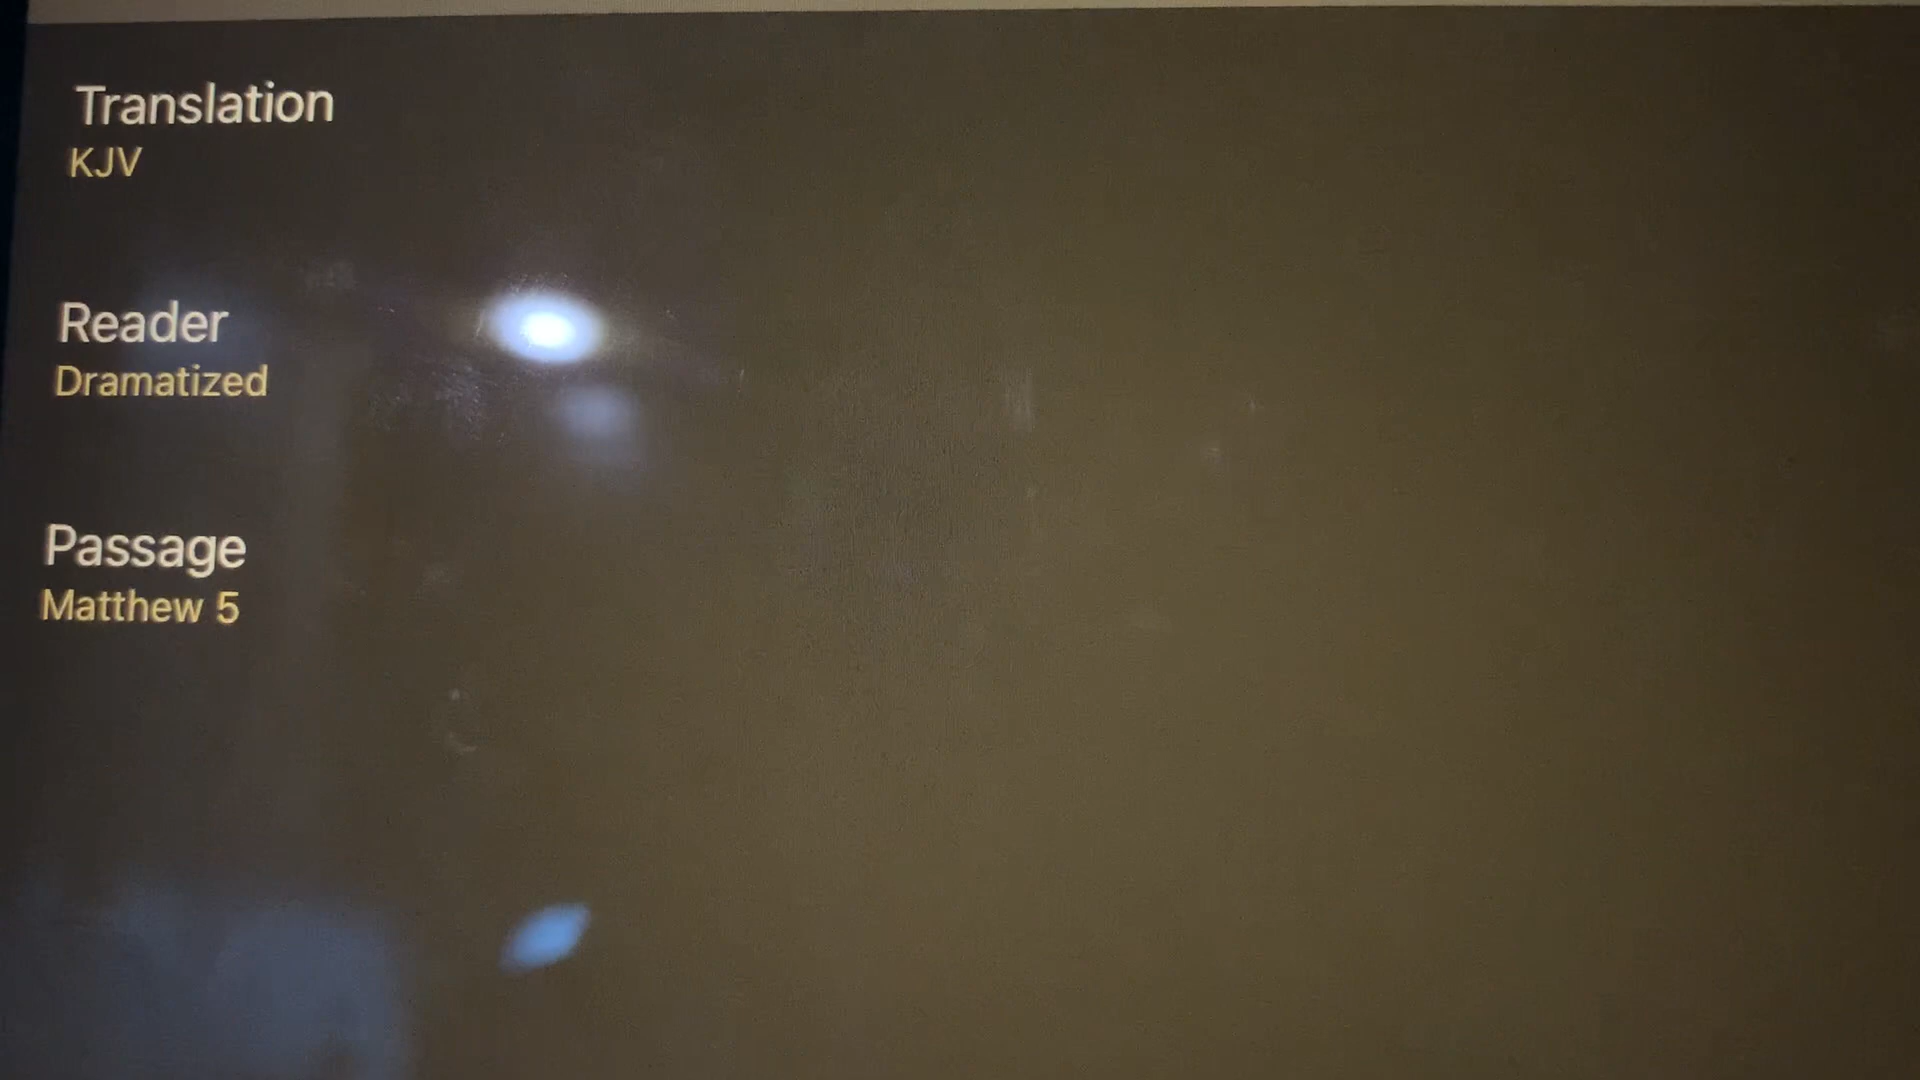 Translation
KJV
Reader
Dramatized
Passage
Matthew 5